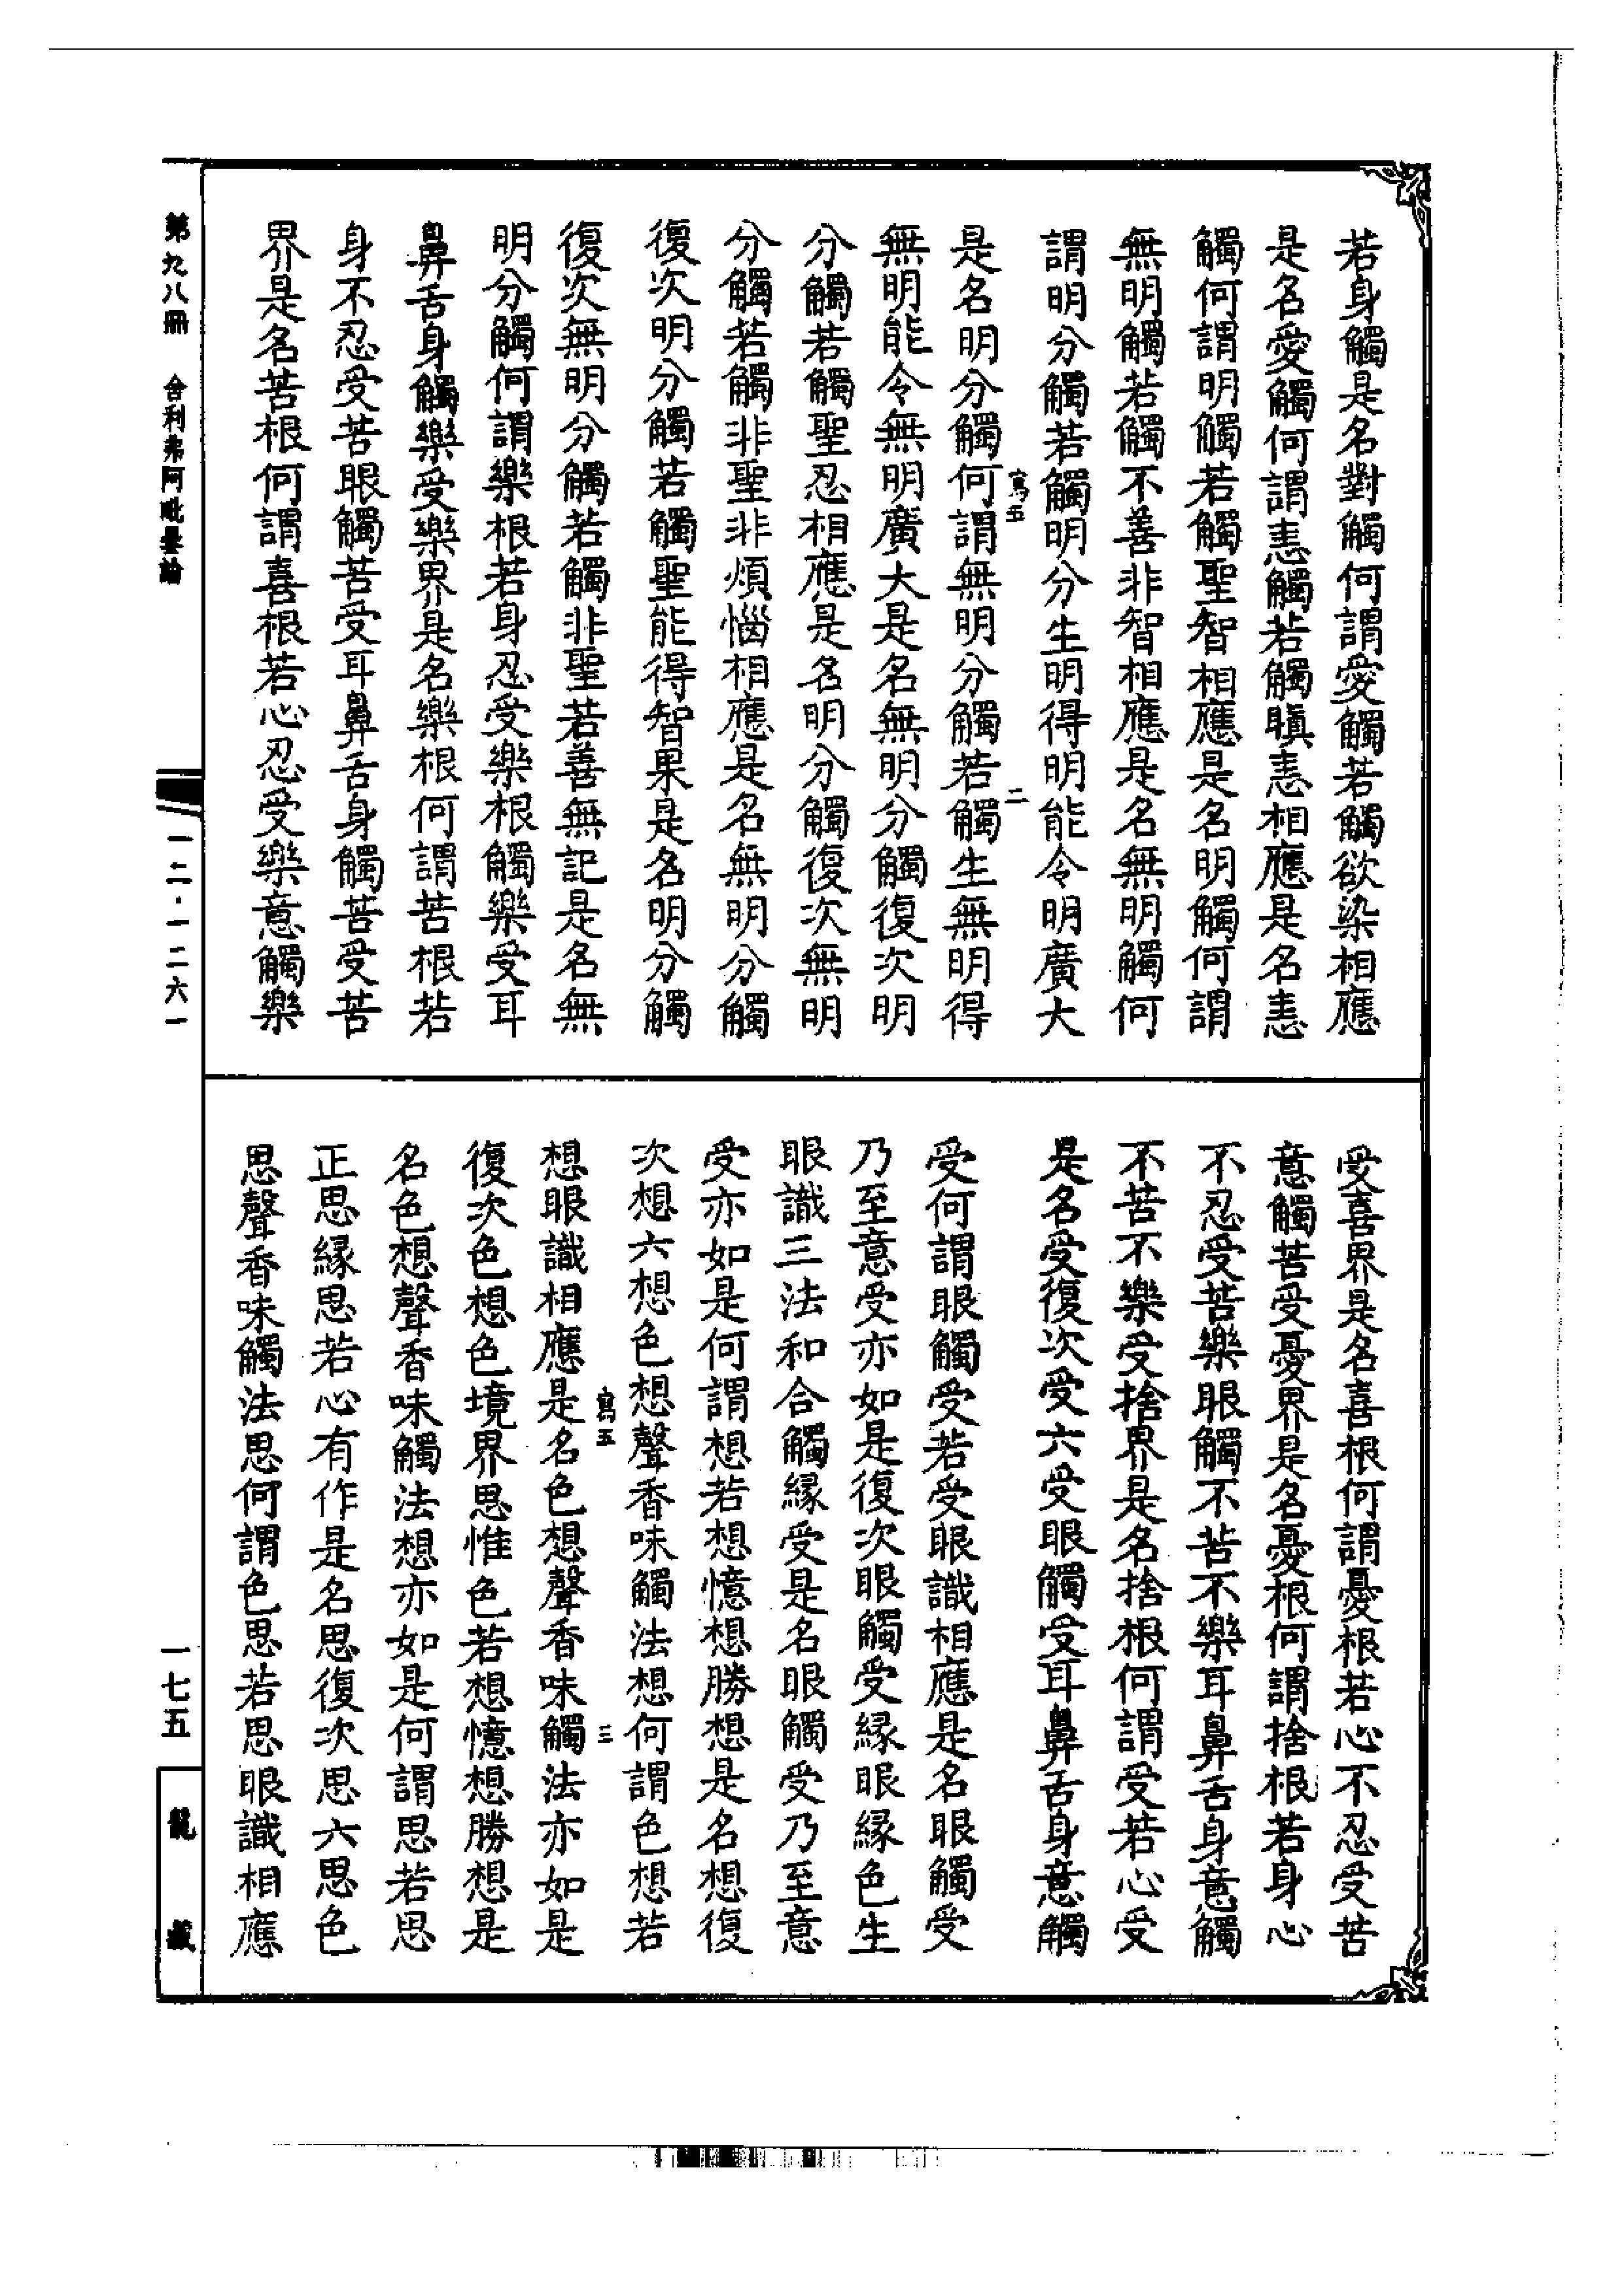 若身觸是名對觸何謂愛觸若觸欲染相應
是名愛觸何謂恚觸若觸瞋恚相應是名恚
觸何謂明觸若觸聖智相應是名明觸何謂
無明觸若觸不善非智相應是名無明觸何
謂明分觸若觸明分生明得明能令明廣大
寫五 二
是名明分觸何謂無明分觸若觸生無明得
無明能令無明廣大是名無明分觸復次明
分觸若觸聖忍相應是名明分觸復次無明
分觸若觸非聖非煩惱相應是名無明分觸
復次明分觸若觸聖能得智果是名明分觸
復次無明分觸若觸非聖若善無記是名無
明分觸何謂樂根若身忍受樂根觸樂受耳
鼻舌身觸樂受樂界是名樂根何謂苦根若
身不忍受苦眼觸苦受耳鼻舌身觸苦受苦
界是名苦根何謂喜根若心忍受樂意觸樂
受喜界是名喜根何謂憂根若心不忍受苦
意觸苦受憂界是名憂根何謂捨根若身心
不忍受苦樂眼觸不苦不樂耳鼻舌身意觸
不苦不樂受捨界是名捨根何謂受若心受
是名受復次受六受眼觸受耳鼻舌身意觸
受何謂眼觸受若受眼識相應是名眼觸受
乃至意受亦如是復次眼觸受緣眼緣色生
眼識三法和合觸緣受是名眼觸受乃至意
受亦如是何謂想若想憶想勝想是名想復
次想六想色想聲香味觸法想何謂色想若
寫五 三
想眼識相應是名色想聲香味觸法亦如是
復次色想色境界思惟色若想憶想勝想是
名色想聲香味觸法想亦如是何謂思若思
正思緣思若心有作是名思復次思六思色
思聲香味觸法思何謂色思若思眼識相應
第九八冊 舍利弗阿毗曇論
一二·一二六一
一七五
龍藏